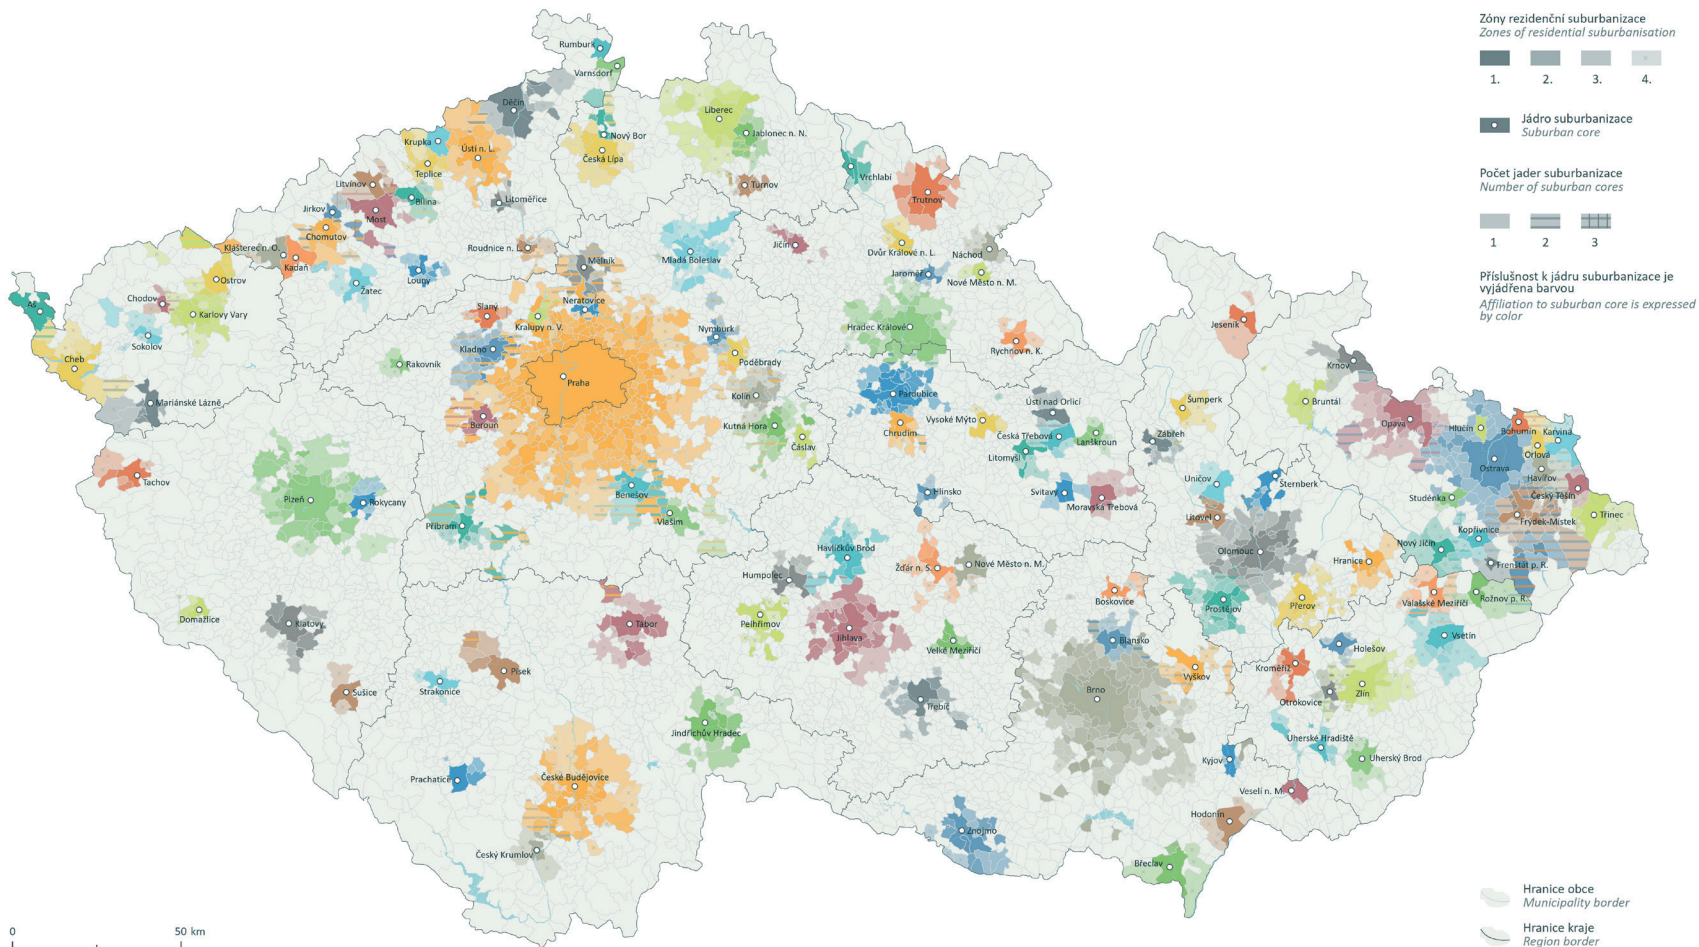 Zóny rezidenční suburbanizace
Zones of residential suburbanisation
1. 2. 3. 4.
Jádro suburbanizace
Suburban core
Počet jader suburbanizace
Number of suburban cores
1 2 3
Příslušnost k jádru suburbanizace je
vyjádřena barvou
Affiliation to suburban core is expressed
by color
Rumburk
Varnsdorf
Děčín
Liberec
Jablonec n. N.
Nový Bor
Česká Lípa
Krupka
Ústí n. L.
Teplice
Vrchlabí
Turnov
Trutnov
Litvínov
Bílina
Litoměřice
Jirkov
Most
Chomutov
Klášterec n. O.
Kadaň
Roudnice n. L.
Jičín
Dvůr Králové n. L.
Náchod
Mladá Boleslav
Mělník
Jaroměř
Nové Město n. M.
Ostrov
Žatec
Louny
Aš
Chodov
Karlovy Vary
Sokolov
Slaný
Kralupy n. V.
Neratovice
Nymburk
Hradec Králové
Jeseník
Rychnov n. K.
Cheb
Kladno
Rakovník
Poděbrady
Krnov
Praha
Mariánské Lázně
Kolín
Pardubice
Ústí nad Orlicí
Šumperk
Bruntál
Beroun
Kutná Hora
Chrudim
Vysoké Mýto
Opava
Hlučín
Bohumín
Karviná
Čáslav
Česká Třebová
Lanškroun
Zábřeh
Orlová
Litomyšl
Ostrava
Havířov
Tachov
Plzeň
Rokycany
Benešov
Hlinsko
Svitavy
Moravská Třebová
Uničov
Šternberk
Studénka
Český Těšín
Příbram
Vlašim
Litovel
Frýdek-Místek
Třinec
Kopřivnice
Havlíčkův Brod
Olomouc
Nový Jičín
Humpolec
Žďár n. S.
Nové Město n. M.
Hranice
Frenštát p. R.
Boskovice
Prostějov
Přerov
Valašské Meziříčí
Rožnov p. R.
Domažlice
Klatovy
Tábor
Pelhřimov
Jihlava
Velké Meziříčí
Blansko
Vsetín
Holešov
Písek
Vyškov
Kroměříž
Strakonice
Sušice
Brno
Zlín
Otrokovice
Třebíč
Jindřichův Hradec
Uherské Hradiště
Kyjov
Uherský Brod
Prachatice
České Budějovice
Veselí n. M.
Hodonín
Znojmo
Český Krumlov
Břeclav
Hranice obce
Municipality border
Hranice kraje
Region border
0 50 km